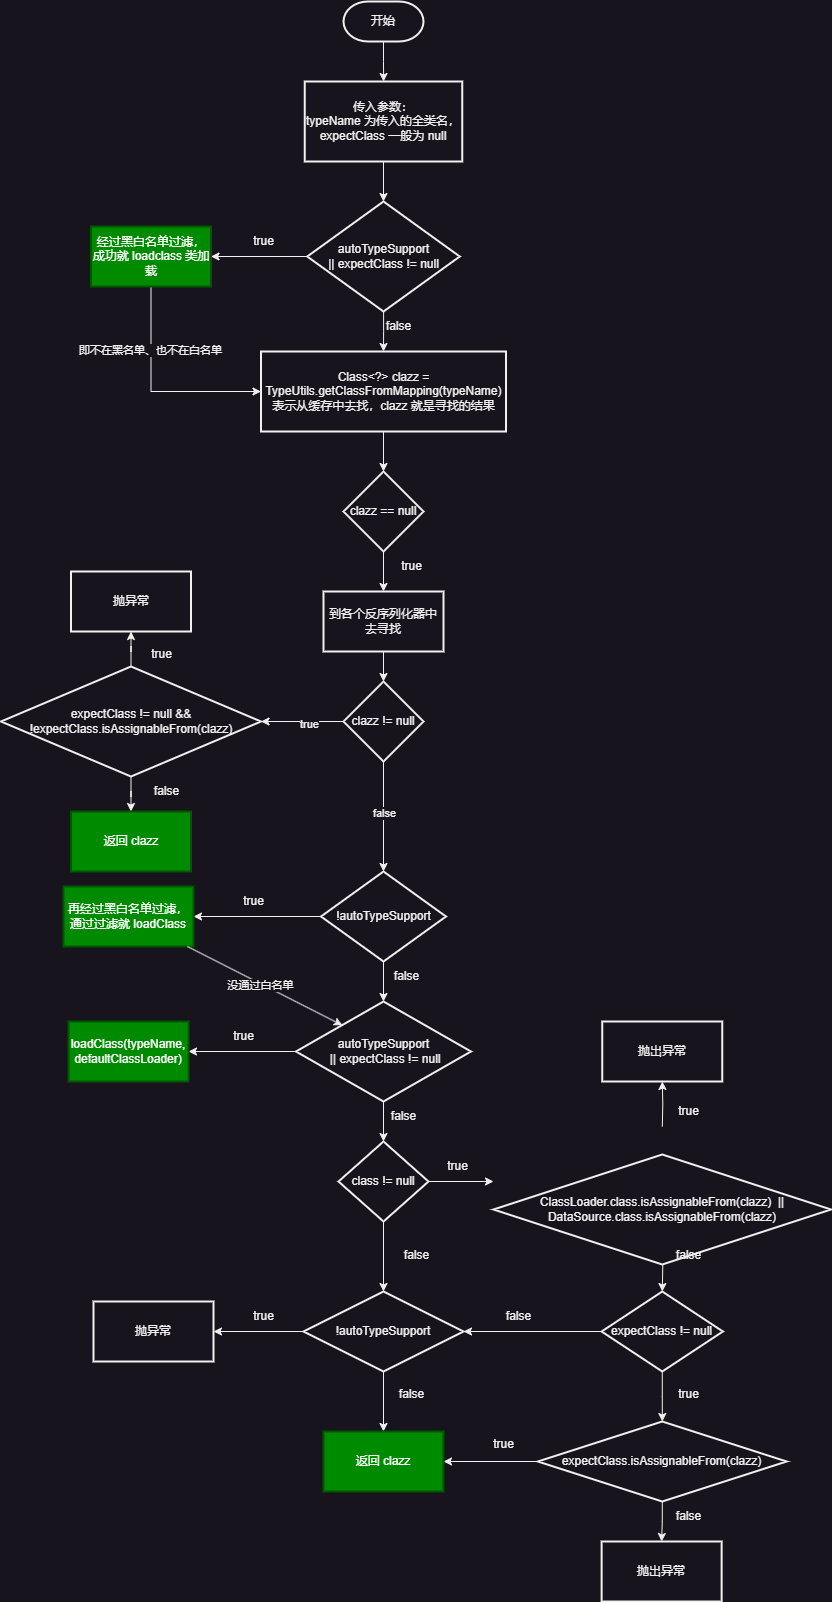 开始
传入参数：
typeName 为传入的全类名，
expectClass 一般为 null
autoTypeSupport
|| expectClass != null
true
经过黑白名单过滤，
成功就 loadclass 类加
载
false
即不在黑名单、也不在白名单
Class<?> clazz =
TypeUtils.getClassFromMapping(typeName)
表示从缓存中去找，clazz 就是寻找的结果
clazz == null
true
到各个反序列化器中
去寻找
抛异常
true
expectClass != null &&
!expectClass.isAssignableFrom(clazz)
true
clazz != null
false
返回 clazz
false
再经过黑白名单过滤，
通过过滤就 loadClass
true
!autoTypeSupport
false
没通过白名单
loadClass(typeName,
defaultClassLoader)
true
autoTypeSupport
|| expectClass != null
抛出异常
true
false
class != null
true
ClassLoader.class.isAssignableFrom(clazz) ||
DataSource.class.isAssignableFrom(clazz)
false
false
抛异常
true
!autoTypeSupport
false
expectClass != null
false
true
返回 clazz
true
expectClass.isAssignableFrom(clazz)
false
抛出异常